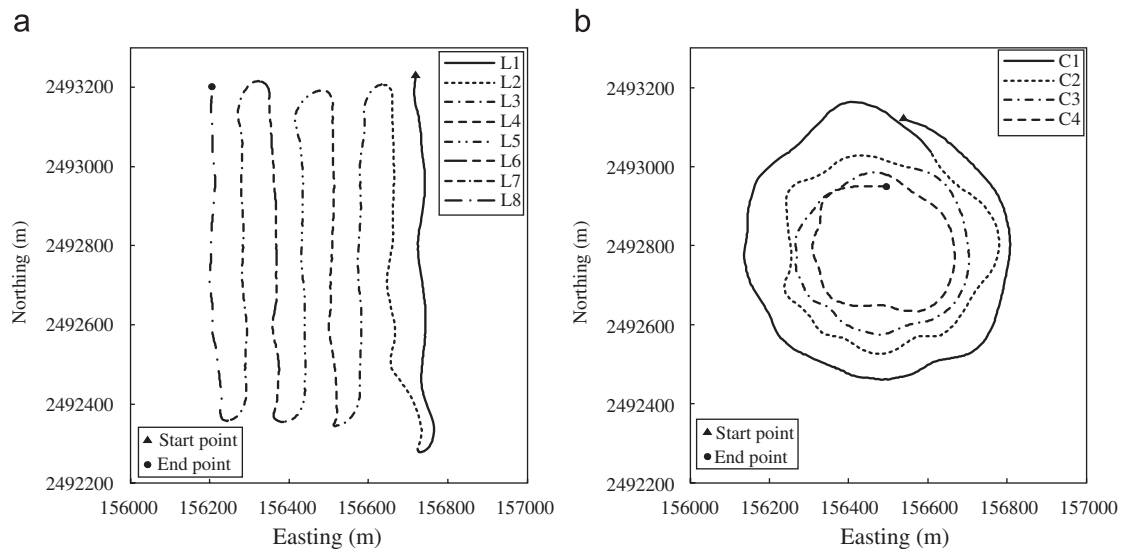 a
Northing (m)
2493200
2493000
2492800
2492600
2492400
2492200
L1
L2
L3
L4
L5
L6
L7
L8
Start point
End point
156000 156200 156400 156600 156800 157000
Easting (m)
b
Northing (m)
2493200
2493000
2492800
2492600
2492400
2492200
C1
C2
C3
C4
Start point
End point
156000 156200 156400 156600 156800 157000
Easting (m)